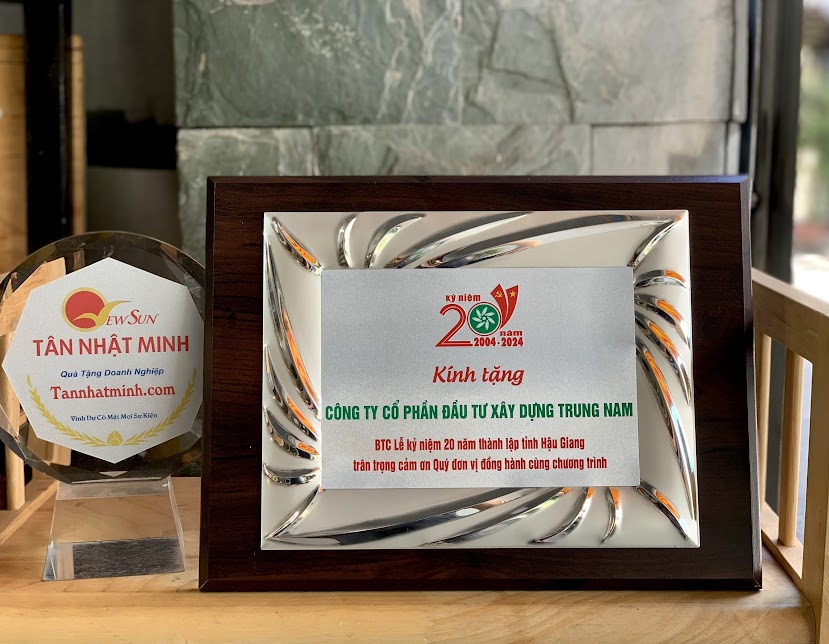 NEWSUN
TÂN NHẬT MINH
Quà Tặng Doanh Nghiệp
Tannhatminh.com
Vinh Dự Có Mặt Mọi Sự Kiện
kỷ niệm
20
năm
2004-2024
Kính tặng
CÔNG TY CỔ PHẦN ĐẦU TƯ XÂY DỰNG TRUNG NAM
BTC Lễ kỷ niệm 20 năm thành lập tỉnh Hậu Giang
trân trọng cảm ơn Quý đơn vị đồng hành cùng chương trình